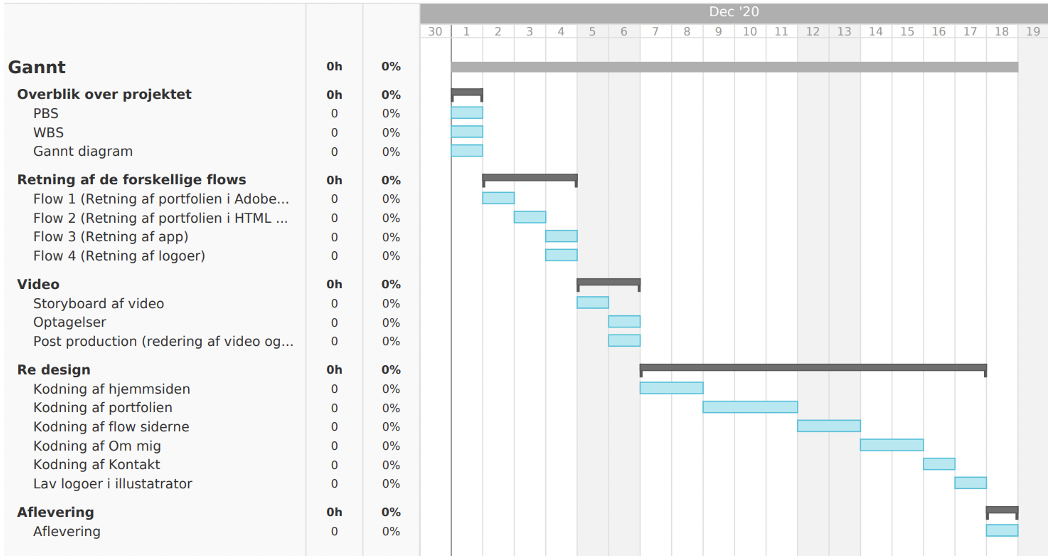 Dec '20
30 1 2 3 4 5 6 7 8 9 10 11 12 13 14 15 16 17 18 19
Gannt 0h 0%
Overblik over projektet 0h 0%
PBS 0 0%
WBS 0 0%
Gannt diagram 0 0%
Retning af de forskellige flows 0h 0%
Flow 1 (Retning af portfolien i Adobe... 0 0%
Flow 2 (Retning af portfolien i HTML ... 0 0%
Flow 3 (Retning af app) 0 0%
Flow 4 (Retning af logoer) 0 0%
Video 0h 0%
Storyboard af video 0 0%
Optagelser 0 0%
Post production (redering af video og... 0 0%
Re design 0h 0%
Kodning af hjemmsiden 0 0%
Kodning af portfolien 0 0%
Kodning af flow siderne 0 0%
Kodning af Om mig 0 0%
Kodning af Kontakt 0 0%
Lav logoer i illustatrator 0 0%
Aflevering 0h 0%
Aflevering 0 0%